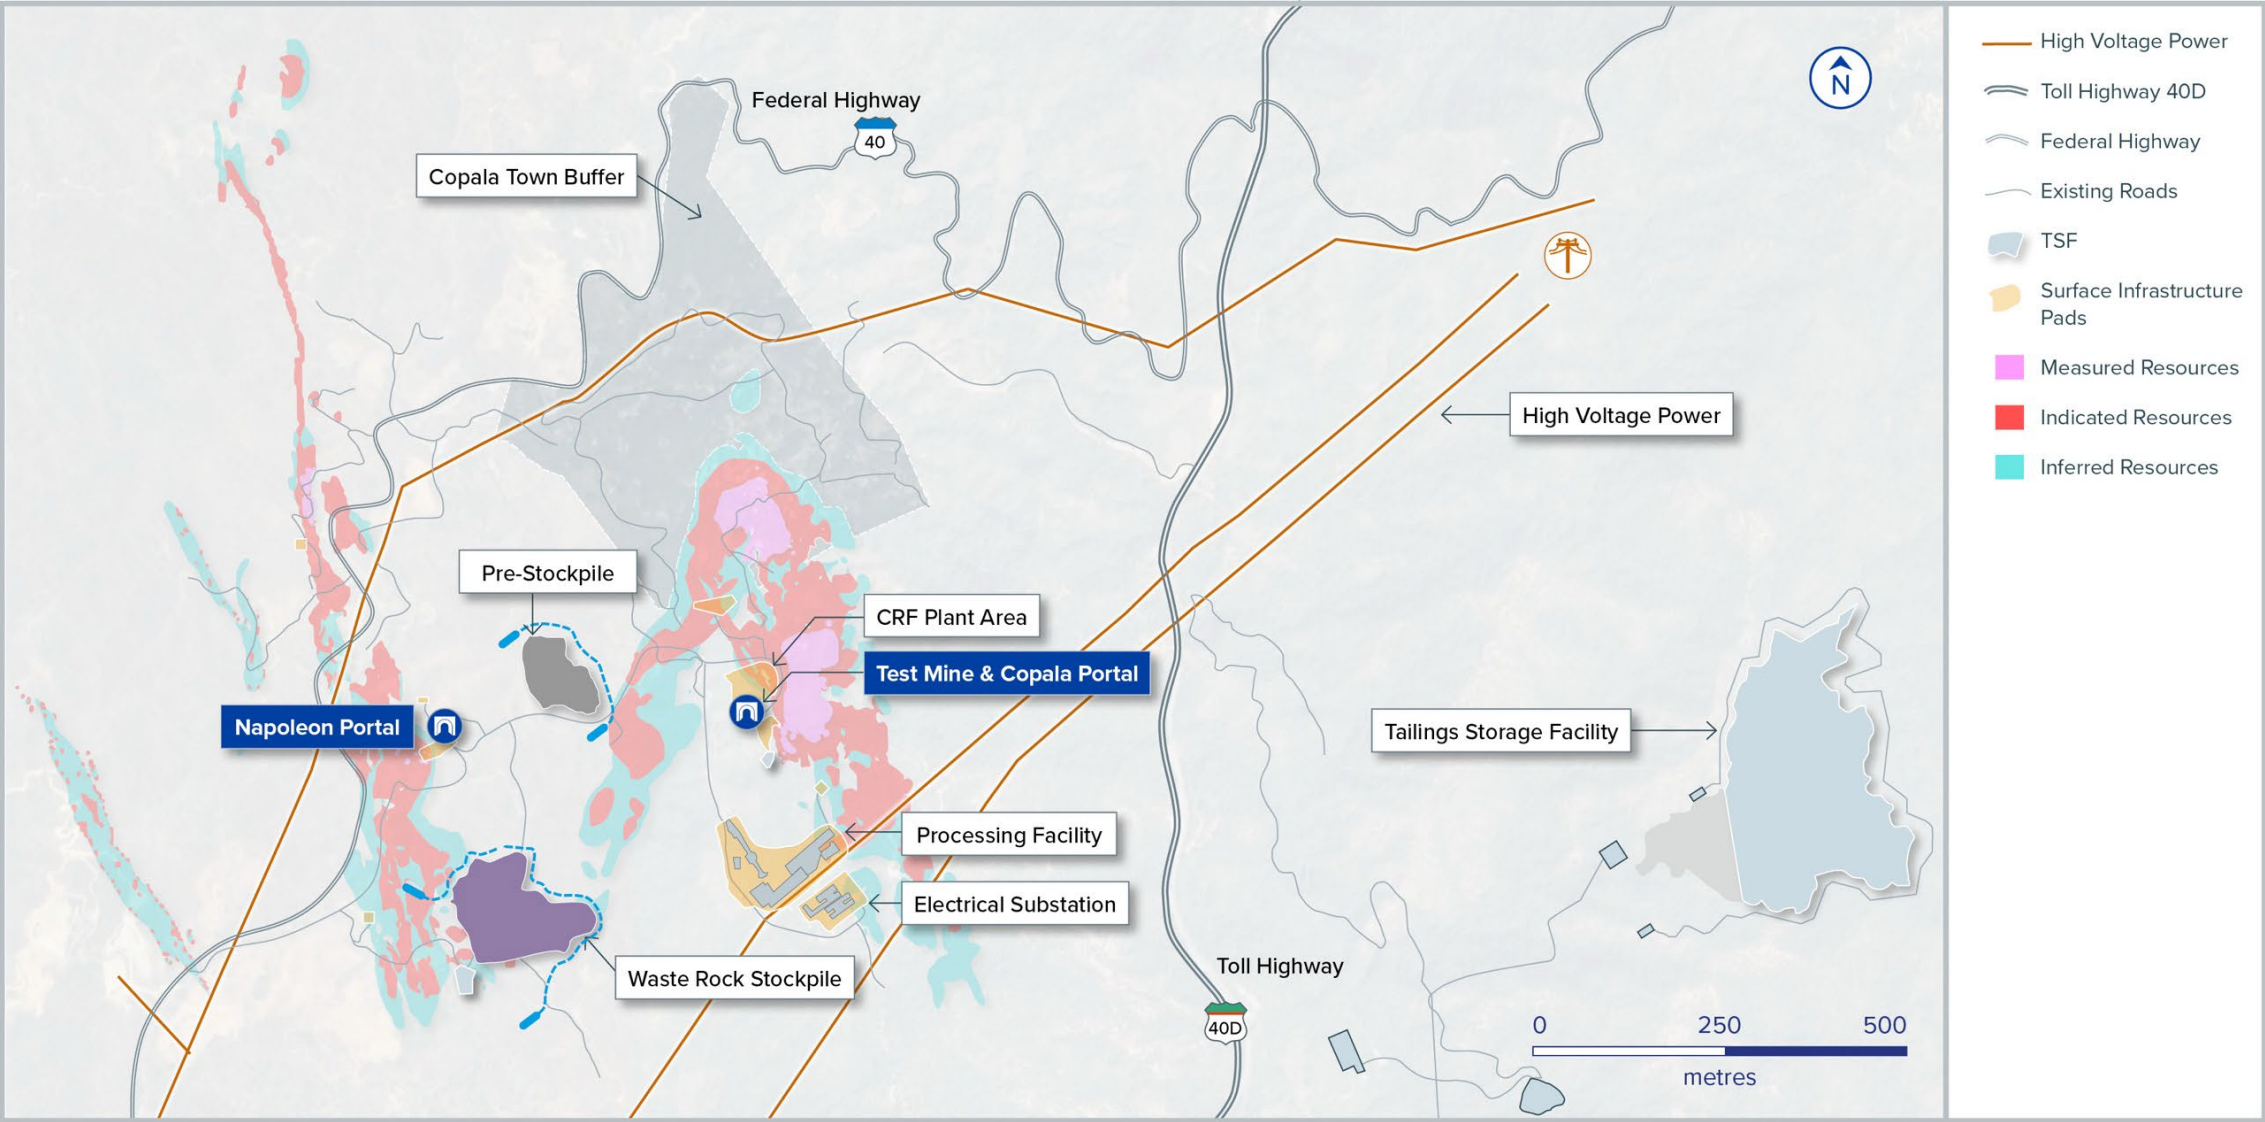 Federal Highway
40
Copala Town Buffer
High Voltage Power
Pre-Stockpile
CRF Plant Area
Test Mine & Copala Portal
Napoleon Portal
Tailings Storage Facility
Processing Facility
Electrical Substation
Waste Rock Stockpile
Toll Highway
40D
N
0 250 500
metres
High Voltage Power
Toll Highway 40D
Federal Highway
Existing Roads
TSF
Surface Infrastructure
Pads
Measured Resources
Indicated Resources
Inferred Resources